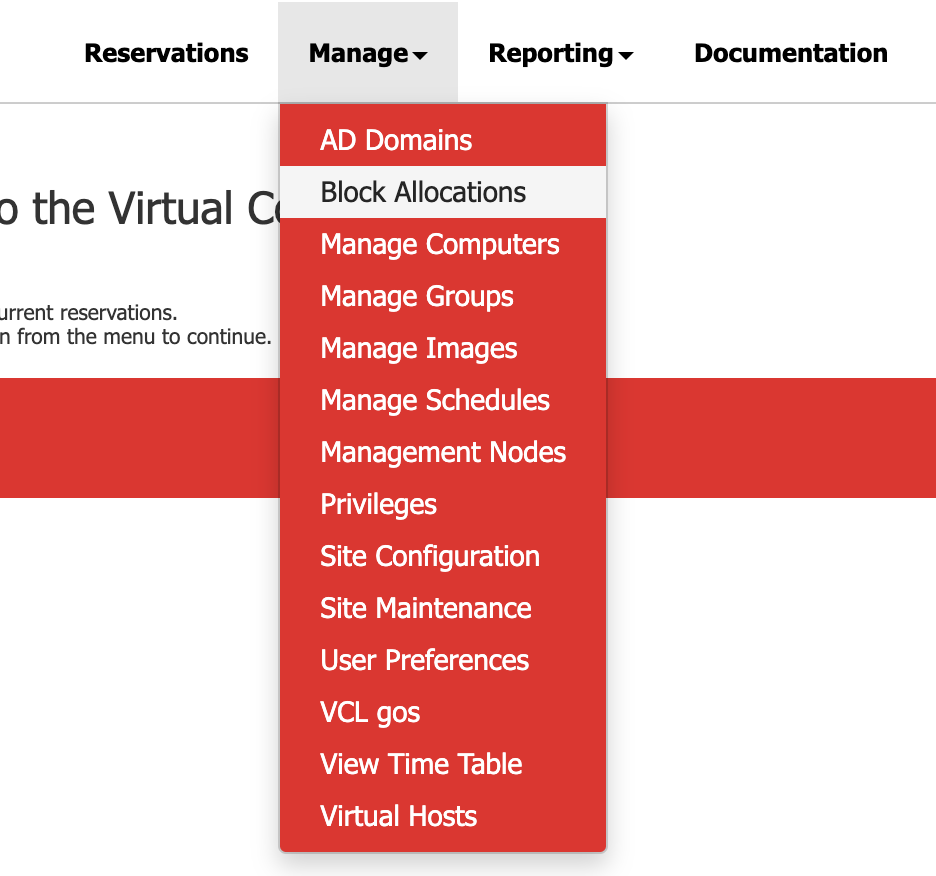 Reservations Manage Reporting Documentation
AD Domains
Block Allocations
o the Virtual
Manage Computers
Manage Groups
urrent reservations.
n from the menu to continue.
Manage Images
Manage Schedules
Management Nodes
Privileges
Site Configuration
Site Maintenance
User Preferences
VCL gos
View Time Table
Virtual Hosts